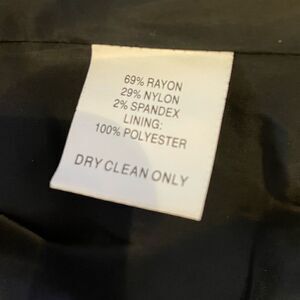 69% RAYON
29% NYLON
2% SPANDEX
LINING:
100% POLYESTER
DRY CLEAN ONLY